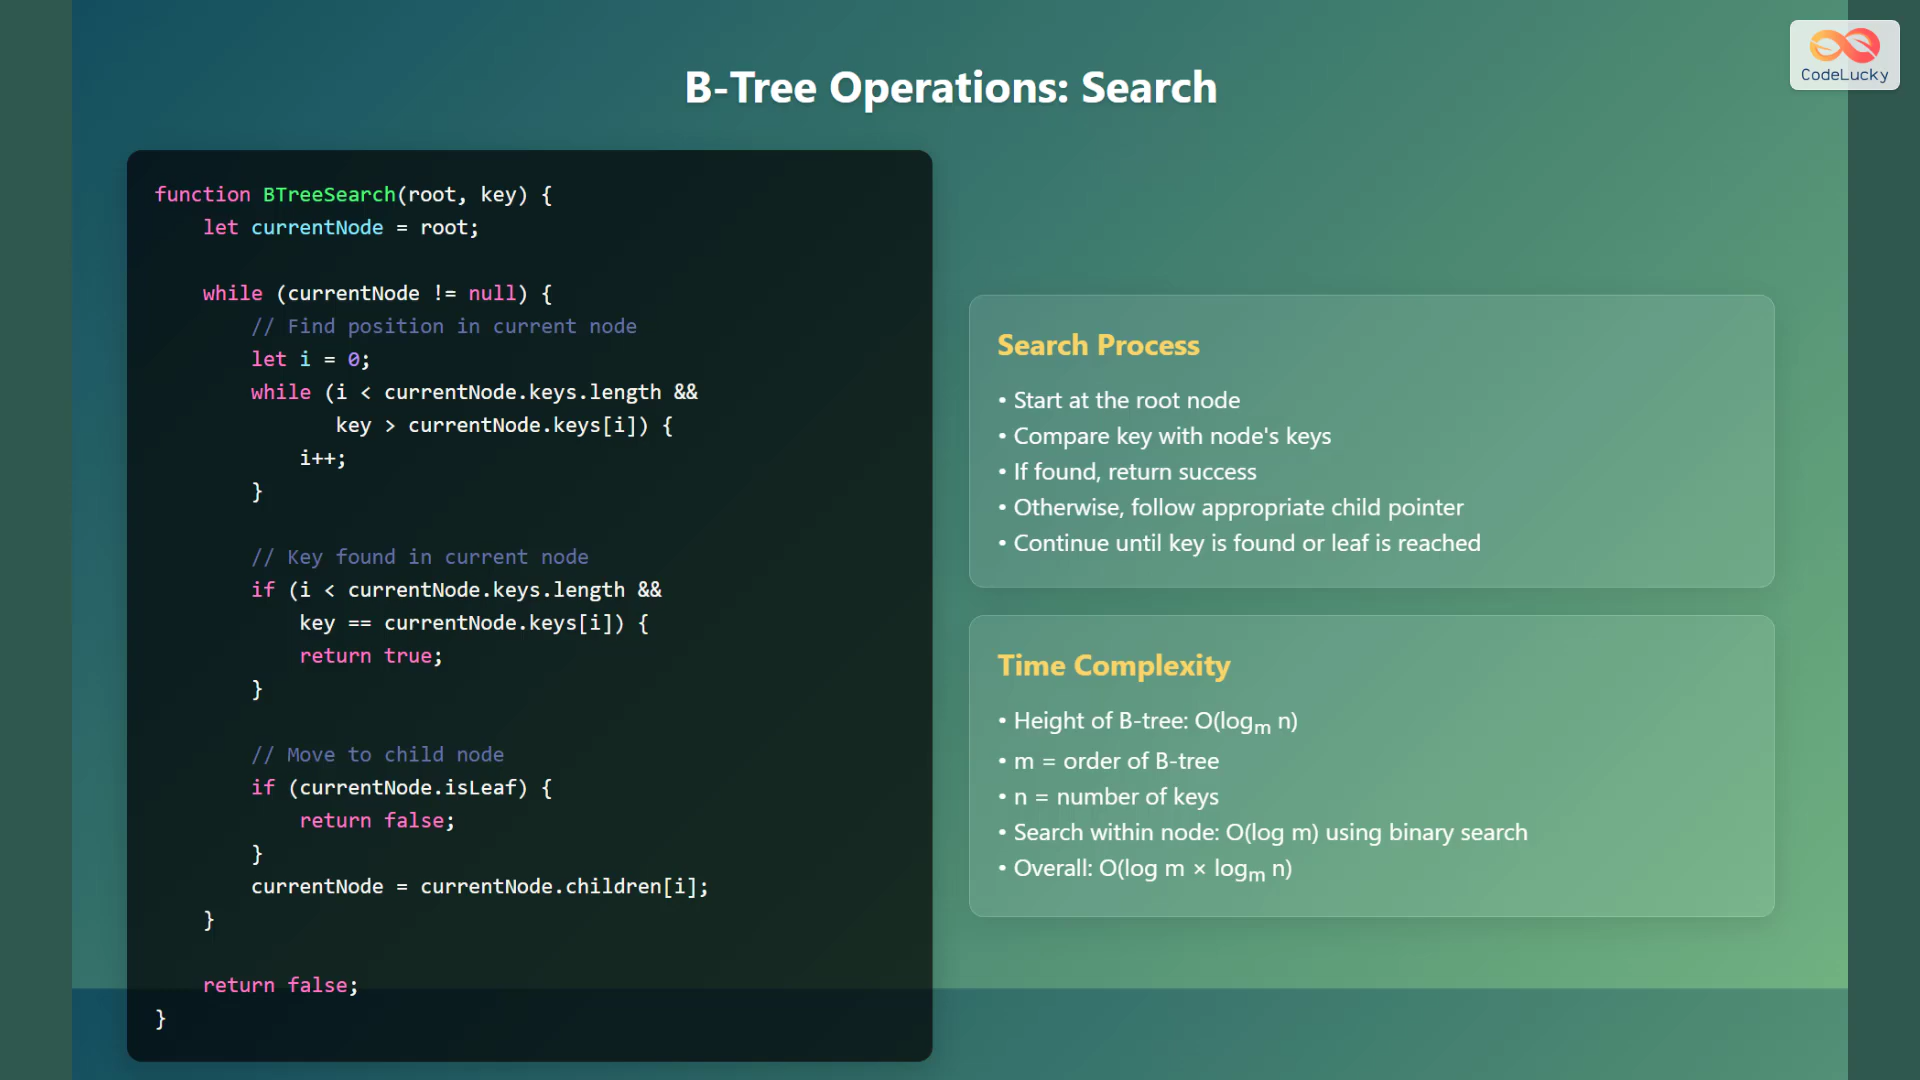 CodeLucky
B-Tree Operations: Search
function BTreeSearch(root, key) {
    let currentNode = root;

    while (currentNode != null) {
        // Find position in current node
        let i = 0;
        while (i < currentNode.keys.length &&
               key > currentNode.keys[i]) {
            i++;
        }

        // Key found in current node
        if (i < currentNode.keys.length &&
            key == currentNode.keys[i]) {
            return true;
        }

        // Move to child node
        if (currentNode.isLeaf) {
            return false;
        }
        currentNode = currentNode.children[i];
    }

    return false;
}
Search Process
• Start at the root node
• Compare key with node's keys
• If found, return success
• Otherwise, follow appropriate child pointer
• Continue until key is found or leaf is reached
Time Complexity
• Height of B-tree: O(logₘ n)
• m = order of B-tree
• n = number of keys
• Search within node: O(log m) using binary search
• Overall: O(log m × logₘ n)